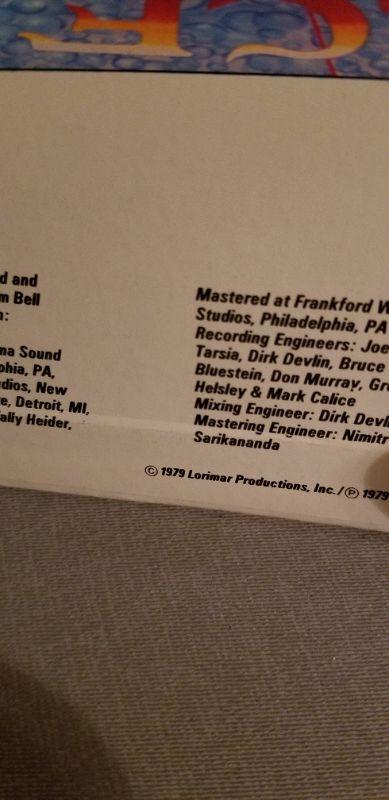 d and
m Bell
n:
na Sound
phia, PA,
dios, New
e, Detroit, MI,
ally Heider,
Mastered at Frankford W
Studios, Philadelphia, PA
Recording Engineers: Joe
Tarsia, Dirk Devlin, Bruce
Bluestein, Don Murray, Gr
Helsley & Mark Calice
Mixing Engineer: Dirk Devl
Mastering Engineer: Nimitr
Sarikananda
© 1979 Lorimar Productions, Inc./℗ 1979